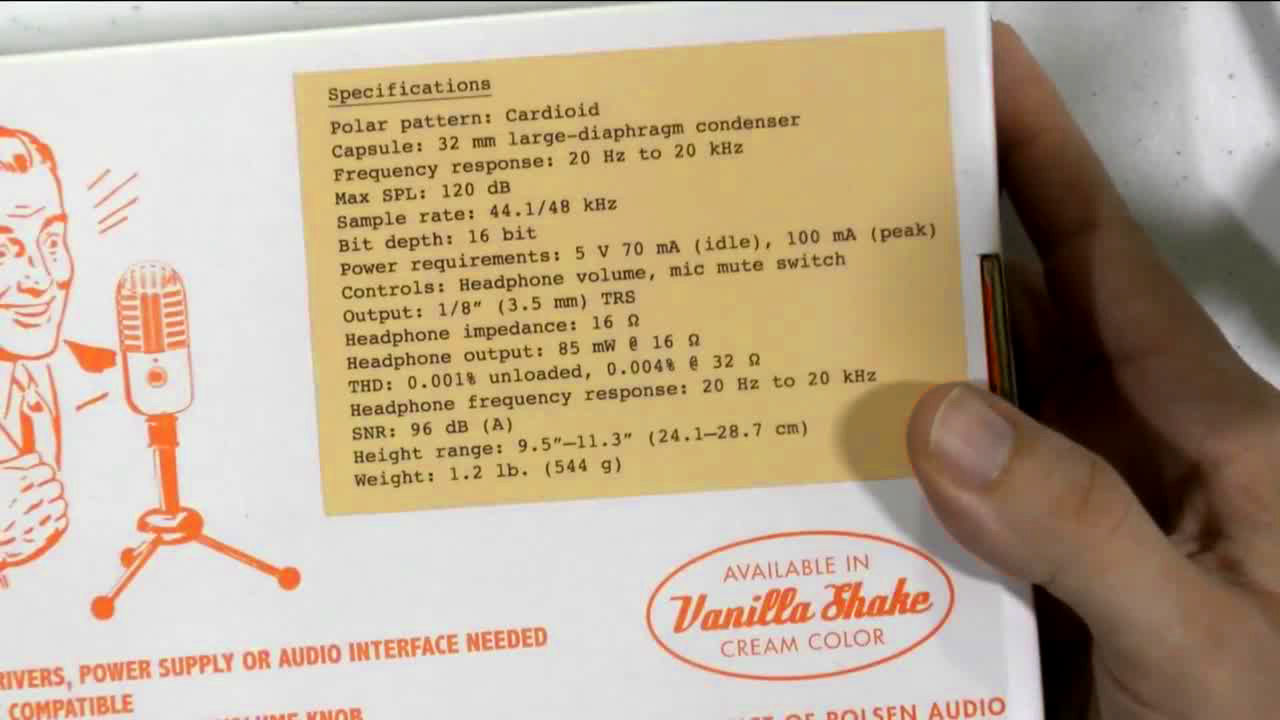 Specifications
Polar pattern: Cardioid
Capsule: 32 mm large-diaphragm condenser
Frequency response: 20 Hz to 20 kHz
Max SPL: 120 dB
Sample rate: 44.1/48 kHz
Bit depth: 16 bit
Power requirements: 5 V 70 mA (idle), 100 mA (peak)
Controls: Headphone volume, mic mute switch
Output: 1/8″ (3.5 mm) TRS
Headphone impedance: 16 Ω
Headphone output: 85 mW @ 16 Ω
THD: 0.001% unloaded, 0.004% @ 32 Ω
Headphone frequency response: 20 Hz to 20 kHz
SNR: 96 dB (A)
Height range: 9.5″–11.3″ (24.1–28.7 cm)
Weight: 1.2 lb. (544 g)
AVAILABLE IN
Vanilla Shake
CREAM COLOR
POWER SUPPLY OR AUDIO INTERFACE NEEDED
COMPATIBLE
KNOB
OF POLSEN AUDIO